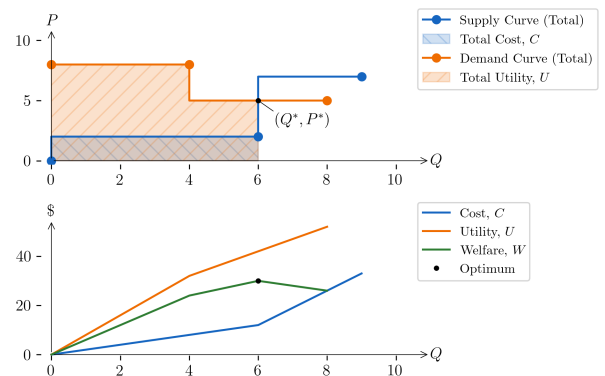 P
10
5
0
0
2
4
6
8
10
Q
(Q*, P*)
Supply Curve (Total)
Total Cost, C
Demand Curve (Total)
Total Utility, U
$
40
20
0
0
2
4
6
8
10
Q
Cost, C
Utility, U
Welfare, W
Optimum